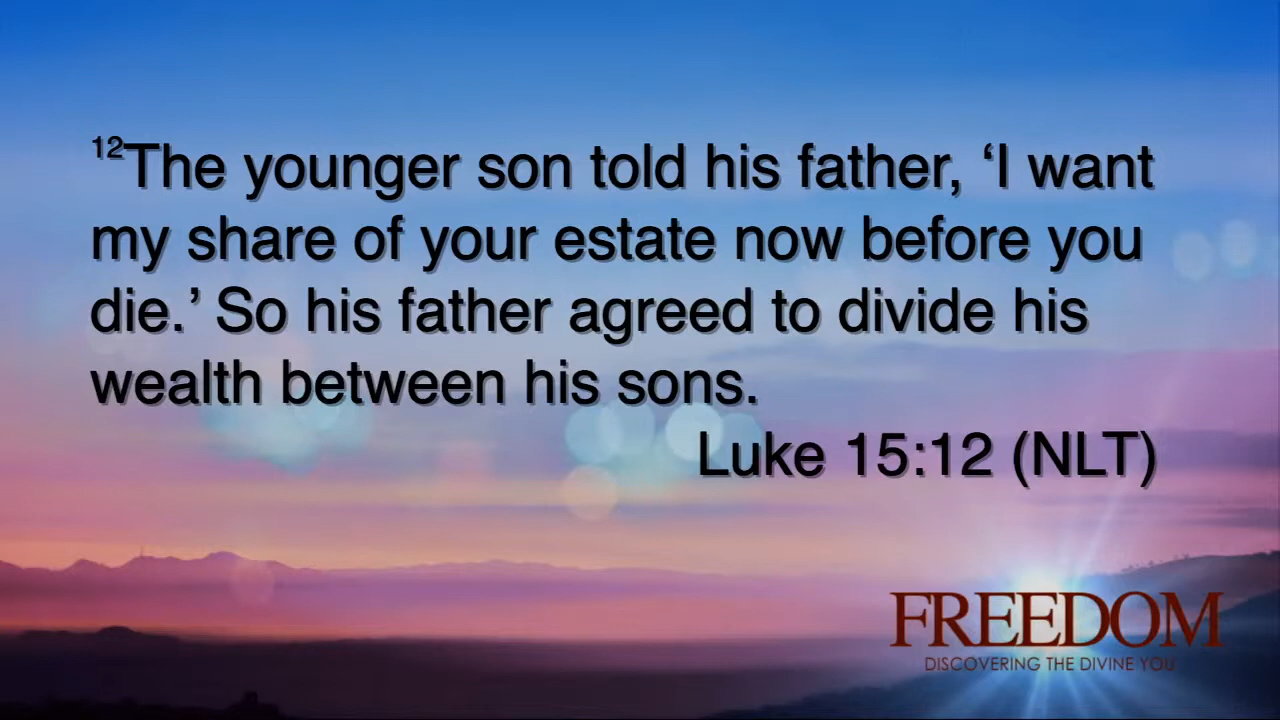 ¹²The younger son told his father, ‘I want
my share of your estate now before you
die.’ So his father agreed to divide his
wealth between his sons.
Luke 15:12 (NLT)
FREEDOM
DISCOVERING THE DIVINE YOU